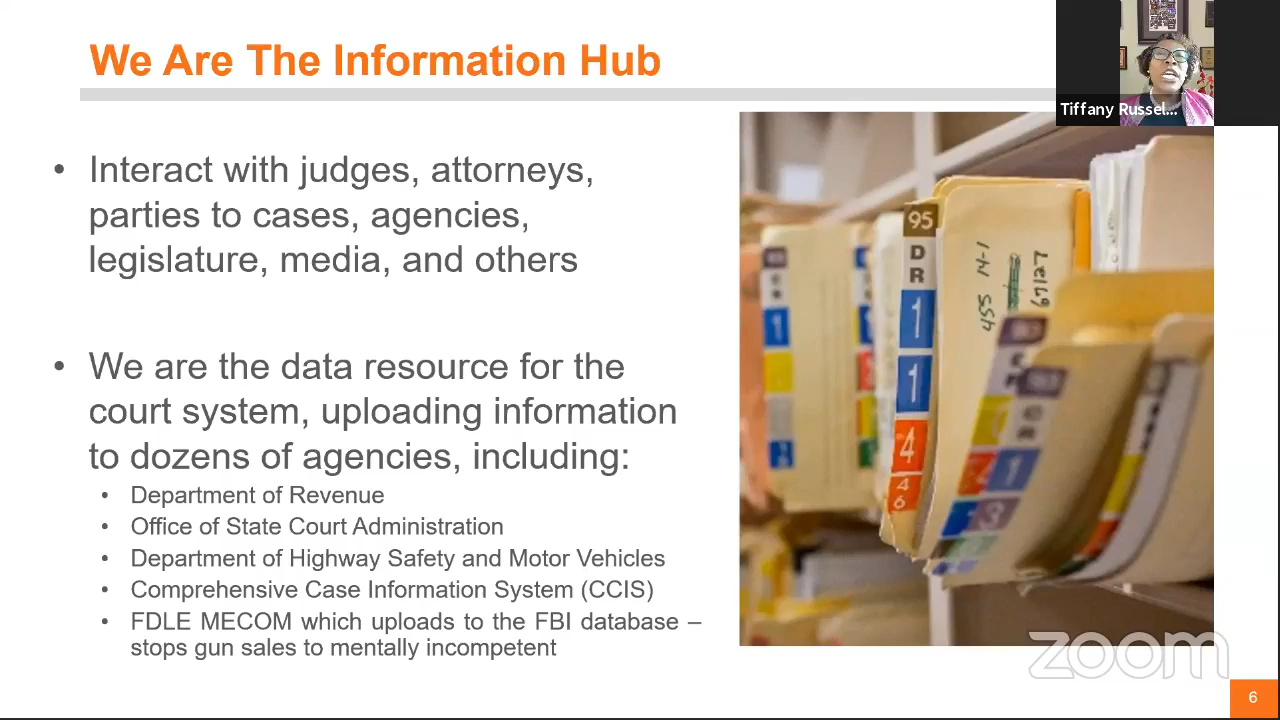 We Are The Information Hub
Tiffany Russel...
• Interact with judges, attorneys,
parties to cases, agencies,
legislature, media, and others
• We are the data resource for the
court system, uploading information
to dozens of agencies, including:
• Department of Revenue
• Office of State Court Administration
• Department of Highway Safety and Motor Vehicles
• Comprehensive Case Information System (CCIS)
• FDLE MECOM which uploads to the FBI database –
stops gun sales to mentally incompetent
95
D
R
1
1
4
4
6
zoom
6